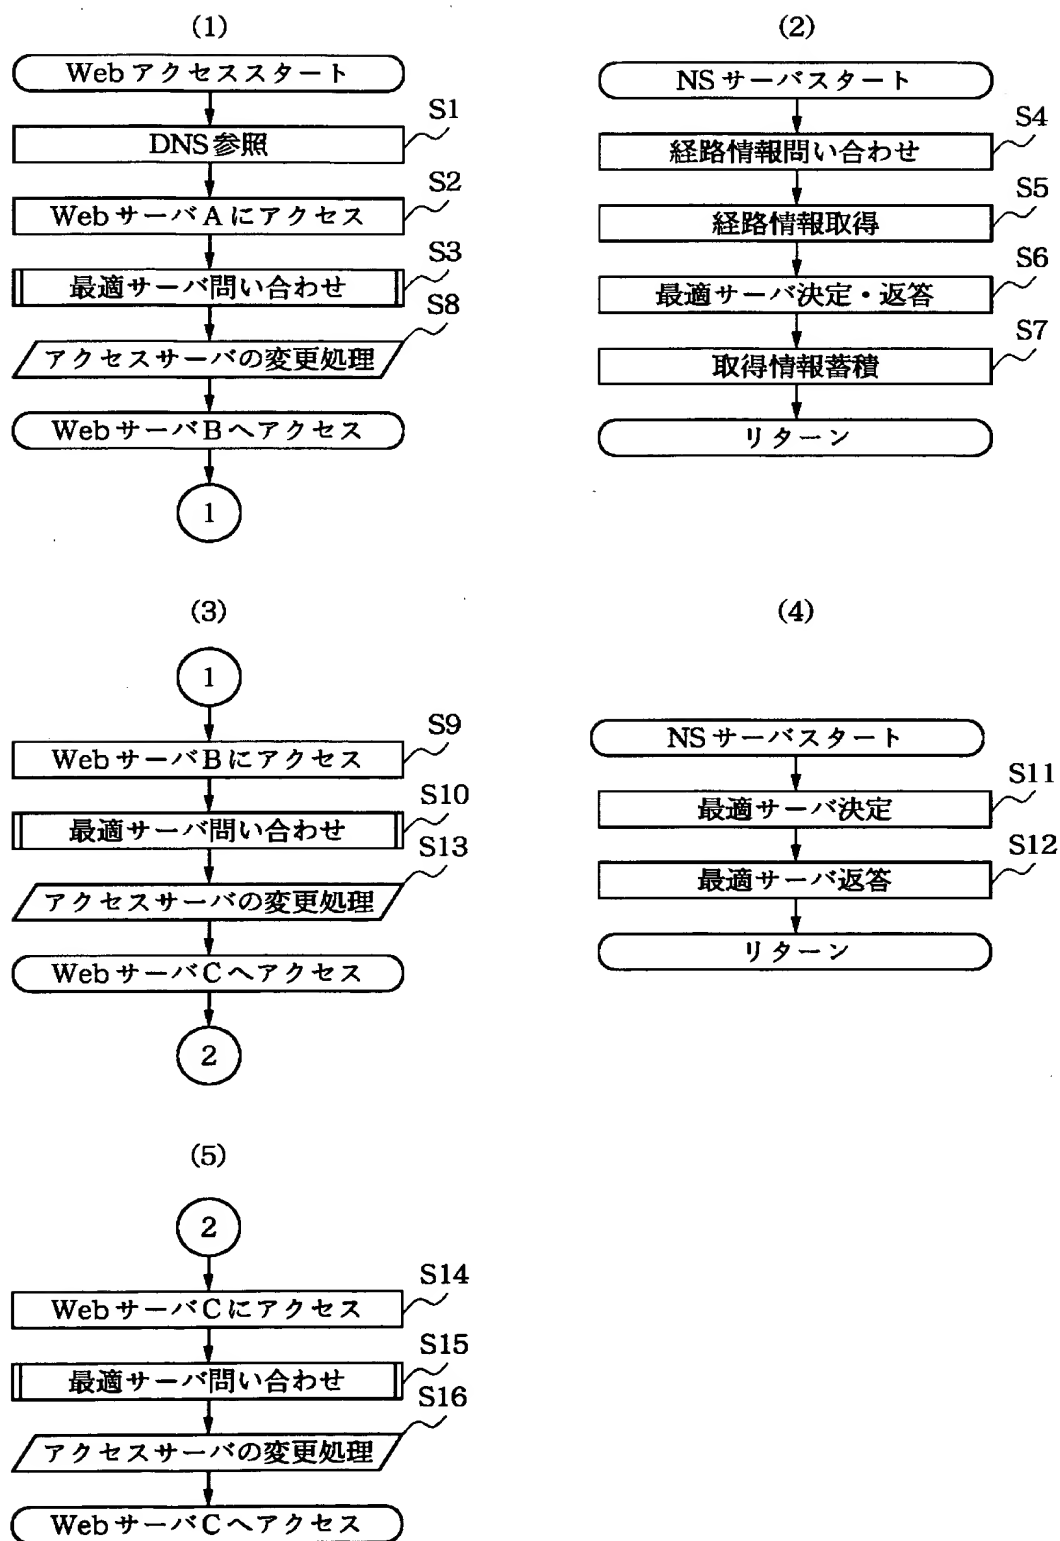 (1)
Webアクセススタート
S1
DNS参照
S2
WebサーバAにアクセス
S3
最適サーバ問い合わせ
S8
アクセスサーバの変更処理
WebサーバBへアクセス
1
(2)
NSサーバスタート
S4
経路情報問い合わせ
S5
経路情報取得
S6
最適サーバ決定・返答
S7
取得情報蓄積
リターン
(3)
1
S9
WebサーバBにアクセス
S10
最適サーバ問い合わせ
S13
アクセスサーバの変更処理
WebサーバCへアクセス
2
(4)
NSサーバスタート
S11
最適サーバ決定
S12
最適サーバ返答
リターン
(5)
2
S14
WebサーバCにアクセス
S15
最適サーバ問い合わせ
S16
アクセスサーバの変更処理
WebサーバCへアクセス